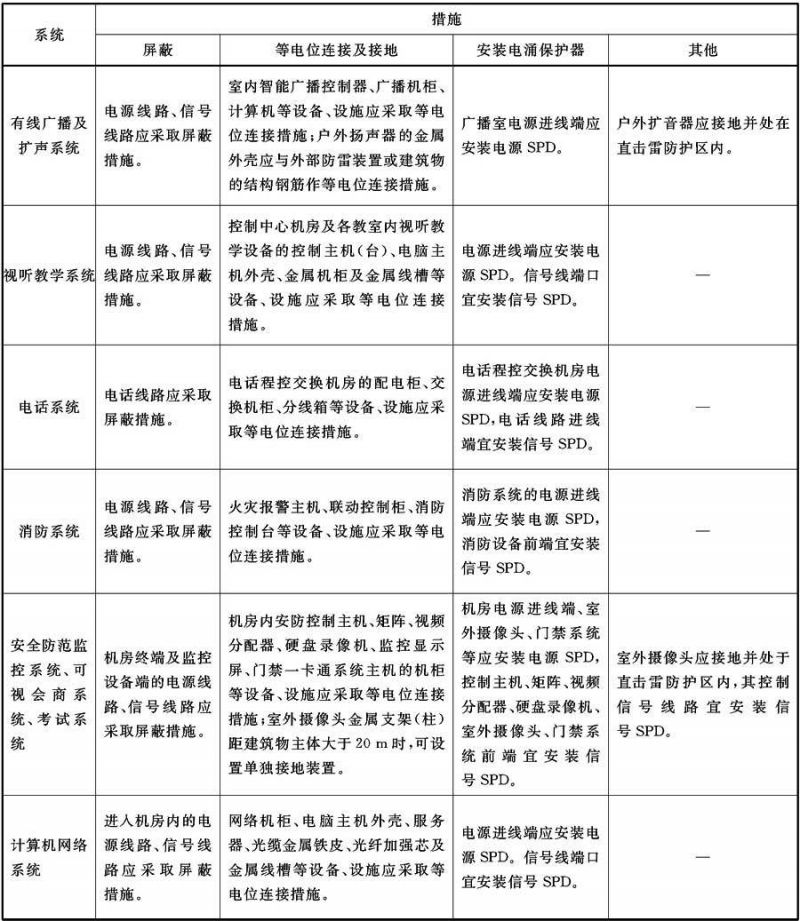 系统
措施
屏蔽
等电位连接及接地
安装电涌保护器
其他
有线广播及
扩声系统
电源线路、信号
线路应采取屏蔽
措施。
室内智能广播控制器、广播机柜、
计算机等设备、设施应采取等电
位连接措施;户外扬声器的金属
外壳应与外部防雷装置或建筑物
的结构钢筋作等电位连接措施。
广播室电源进线端应
安装电源 SPD。
户外扩音器应接地并处在
直击雷防护区内。
视听教学系统
电源线路、信号
线路应采取屏蔽
措施。
控制中心机房及各教室内视听教
学设备的控制主机(台)、电脑主
机外壳、金属机柜及金属线槽等
设备、设施应采取等电位连接
措施。
电源进线端应安装电
源 SPD。信号线端口
宜安装信号 SPD。
—
电话系统
电话线路应采取
屏蔽措施。
电话程控交换机房的配电柜、交
换机柜、分线箱等设备、设施应采
取等电位连接措施。
电话程控交换机房电
源进线端应安装电源
SPD,电话线路进线
端宜安装信号 SPD。
—
消防系统
电源线路、信号
线路应采取屏蔽
措施。
火灾报警主机、联动控制柜、消防
控制台等设备、设施应采取等电
位连接措施。
消防系统的电源进线
端应安装电源 SPD,
消防设备前端宜安装
信号 SPD。
—
安全防范监
控系统、可
视会商系
统、考试系
统
机房终端及监控
设备端的电源线
路、信号线路应
采取屏蔽措施。
机房内安防控制主机、矩阵、视频
分配器、硬盘录像机、监控显示
屏、门禁一卡通系统主机的机柜
等设备、设施应采取等电位连接
措施;室外摄像头金属支架(柱)
距建筑物主体大于 20 m 时,可设
置单独接地装置。
机房电源进线端、室
外摄像头、门禁系统
等应安装电源 SPD,
控制主机、矩阵、视频
分配器、硬盘录像机、
室外摄像头、门禁系
统前端宜安装信
号 SPD。
室外摄像头应接地并处于
直击雷防护区内,其控制
信号线路宜安装信
号 SPD。
计算机网络
系统
进入机房内的电
源线路、信号线
路应采取屏蔽
措施。
网络机柜、电脑主机外壳、服务
器、光缆金属铁皮、光纤加强芯及
金属线槽等设备、设施应采取等
电位连接措施。
电源进线端应安装电
源 SPD。信号线端口
宜安装信号 SPD。
—